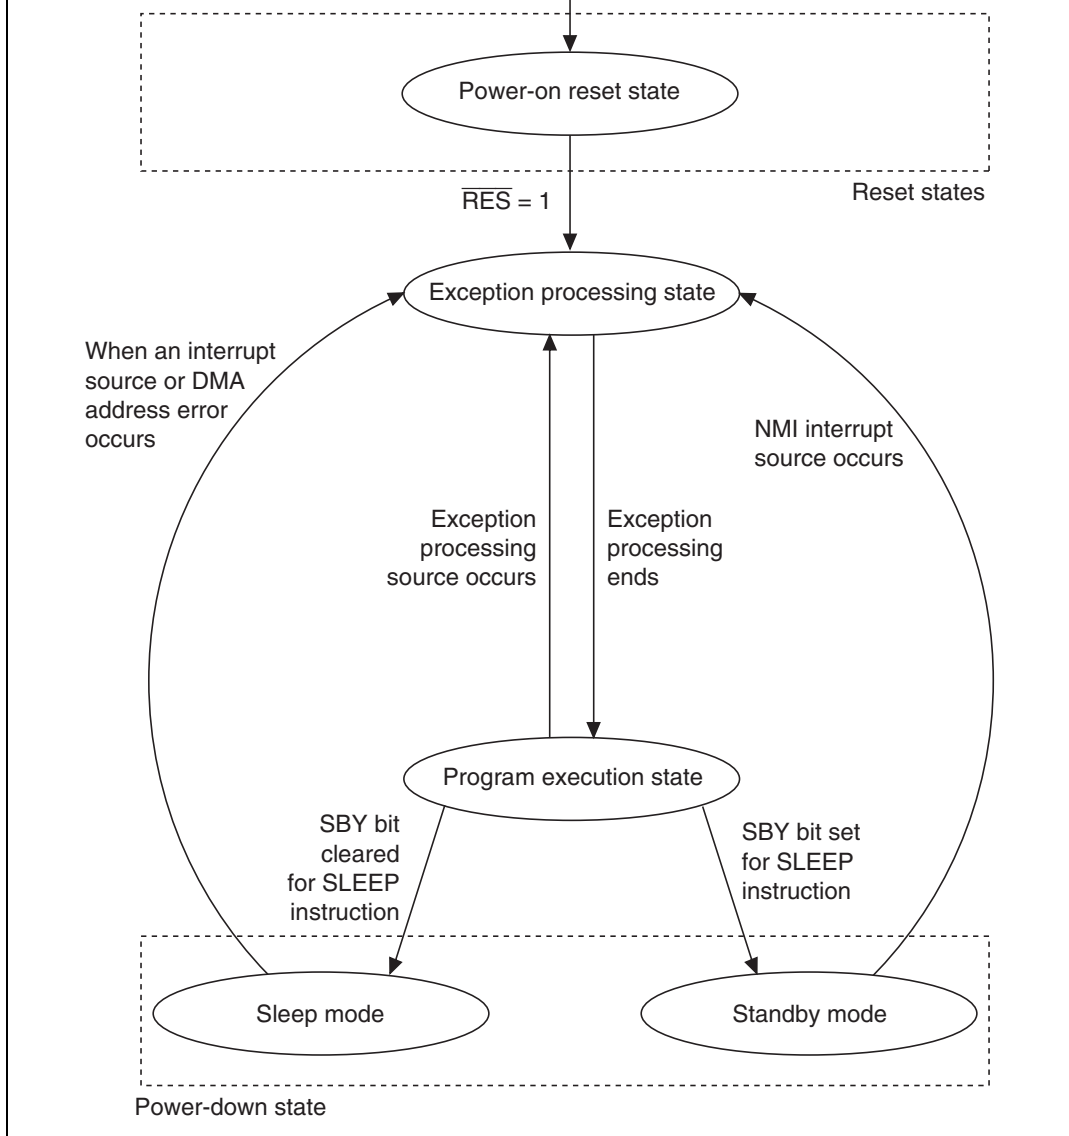 Power-on reset state
Reset states
R̅E̅S̅ = 1
Exception processing state
When an interrupt
source or DMA
address error
occurs
NMI interrupt
source occurs
Exception
processing
source occurs
Exception
processing
ends
Program execution state
SBY bit
cleared
for SLEEP
instruction
SBY bit set
for SLEEP
instruction
Sleep mode
Standby mode
Power-down state